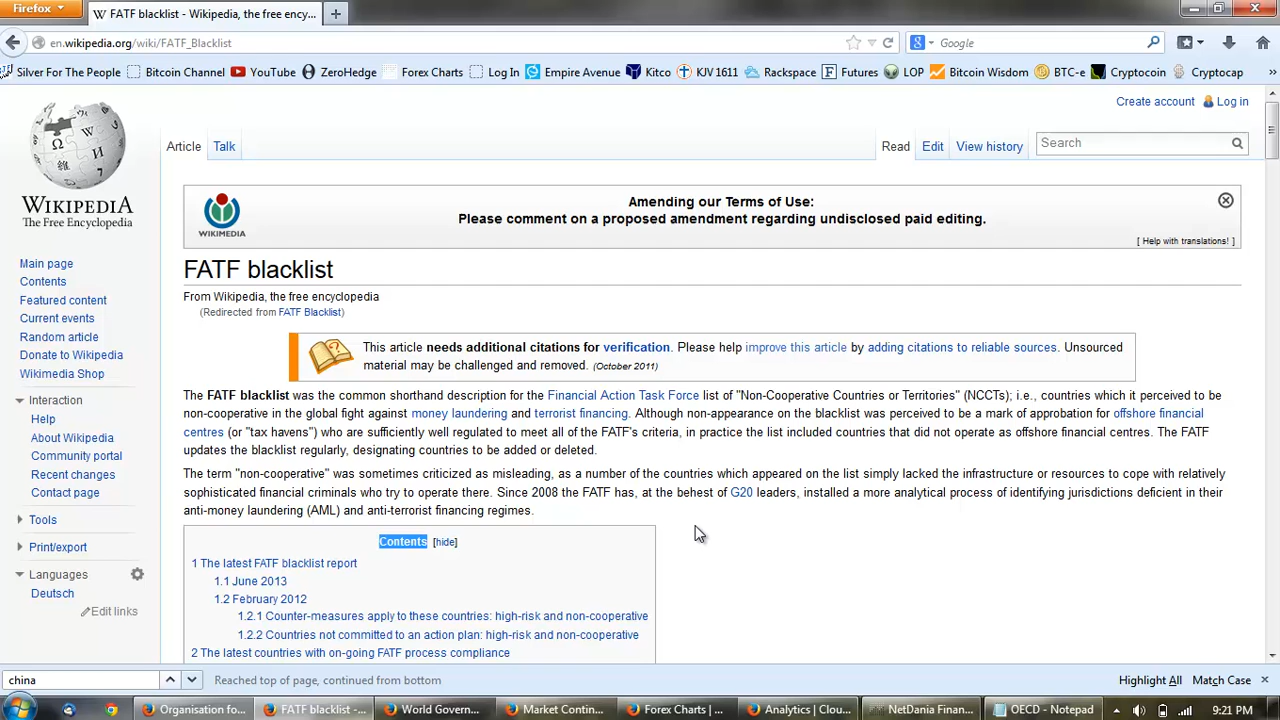 Firefox
FATF blacklist - Wikipedia, the free ency...
en.wikipedia.org/wiki/FATF_Blacklist
Google
Silver For The People Bitcoin Channel YouTube ZeroHedge Forex Charts Log In Empire Avenue Kitco KJV 1611 Rackspace Futures LOP Bitcoin Wisdom BTC-e Cryptocoin Cryptocap
Create account Log in
Article Talk Read Edit View history Search
WIKIPEDIA
The Free Encyclopedia
Main page
Contents
Featured content
Current events
Random article
Donate to Wikipedia
Wikimedia Shop
Interaction
Help
About Wikipedia
Community portal
Recent changes
Contact page
Tools
Print/export
Languages
Deutsch
Edit links
WIKIMEDIA
Amending our Terms of Use:
Please comment on a proposed amendment regarding undisclosed paid editing.
[ Help with translations! ]
FATF blacklist
From Wikipedia, the free encyclopedia
(Redirected from FATF Blacklist)
This article needs additional citations for verification. Please help improve this article by adding citations to reliable sources. Unsourced
material may be challenged and removed. (October 2011)
The FATF blacklist was the common shorthand description for the Financial Action Task Force list of "Non-Cooperative Countries or Territories" (NCCTs); i.e., countries which it perceived to be
non-cooperative in the global fight against money laundering and terrorist financing. Although non-appearance on the blacklist was perceived to be a mark of approval for offshore financial
centres (or "tax havens") who are sufficiently well regulated to meet all of the FATF's criteria, in practice the list included countries that did not operate as offshore financial centres. The FATF
updates the blacklist regularly, designating countries to be added or deleted.
The term "non-cooperative" was sometimes criticized as misleading, as a number of the countries which appeared on the list simply lacked the infrastructure or resources to cope with relatively
sophisticated financial criminals who try to operate there. Since 2008 the FATF has, at the behest of G20 leaders, installed a more analytical process of identifying jurisdictions deficient in their
anti-money laundering (AML) and anti-terrorist financing regimes.
Contents [hide]
1 The latest FATF blacklist report
1.1 June 2013
1.2 February 2012
1.2.1 Counter-measures apply to these countries: high-risk and non-cooperative
1.2.2 Countries not committed to an action plan: high-risk and non-cooperative
2 The latest countries with on-going FATF process compliance
china Reached top of page, continued from bottom Highlight All Match Case
Organisation fo... FATF blacklist -... World Govern... Market Contin... Forex Charts | ... Analytics | Clou... NetDania Finan... OECD - Notepad 9:21 PM